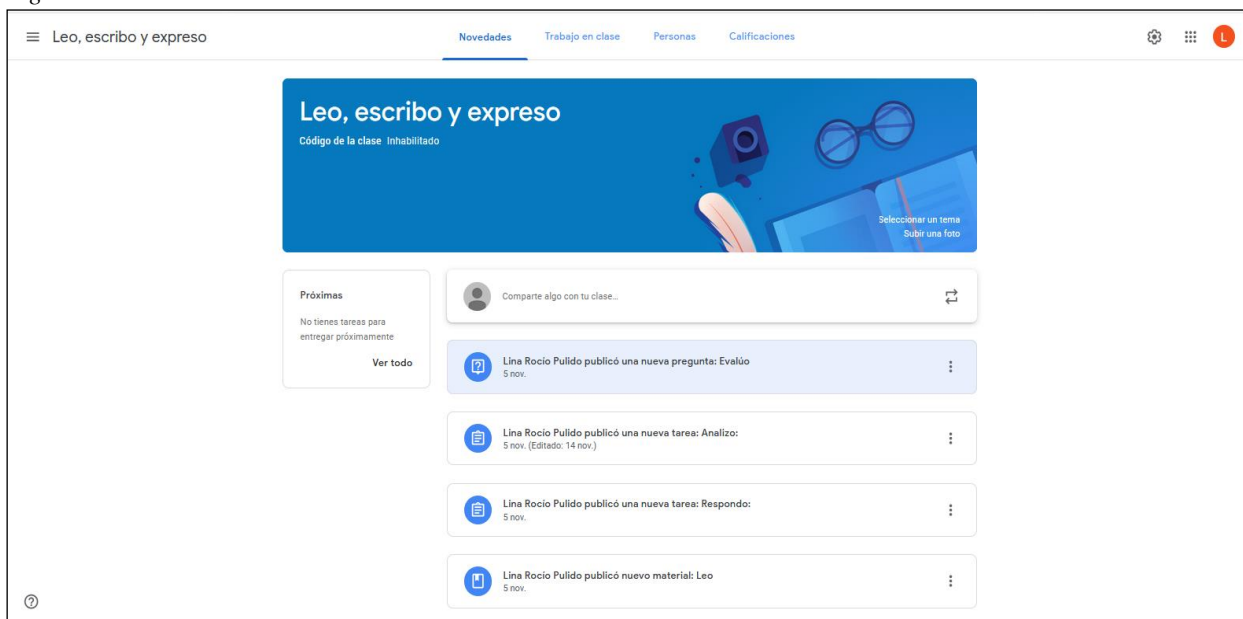 Leo, escribo y expreso
Novedades
Trabajo en clase
Personas
Calificaciones
L
Leo, escribo y expreso
Código de la clase Inhabilitado
Seleccionar un tema
Subir una foto
Próximas
No tienes tareas para
entregar próximamente
Ver todo
Comparte algo con tu clase...
Lina Rocío Pulido publicó una nueva pregunta: Evalúo
5 nov.
Lina Rocío Pulido publicó una nueva tarea: Analizo:
5 nov. (Editado: 14 nov.)
Lina Rocío Pulido publicó una nueva tarea: Respondo:
5 nov.
Lina Rocío Pulido publicó nuevo material: Leo
5 nov.